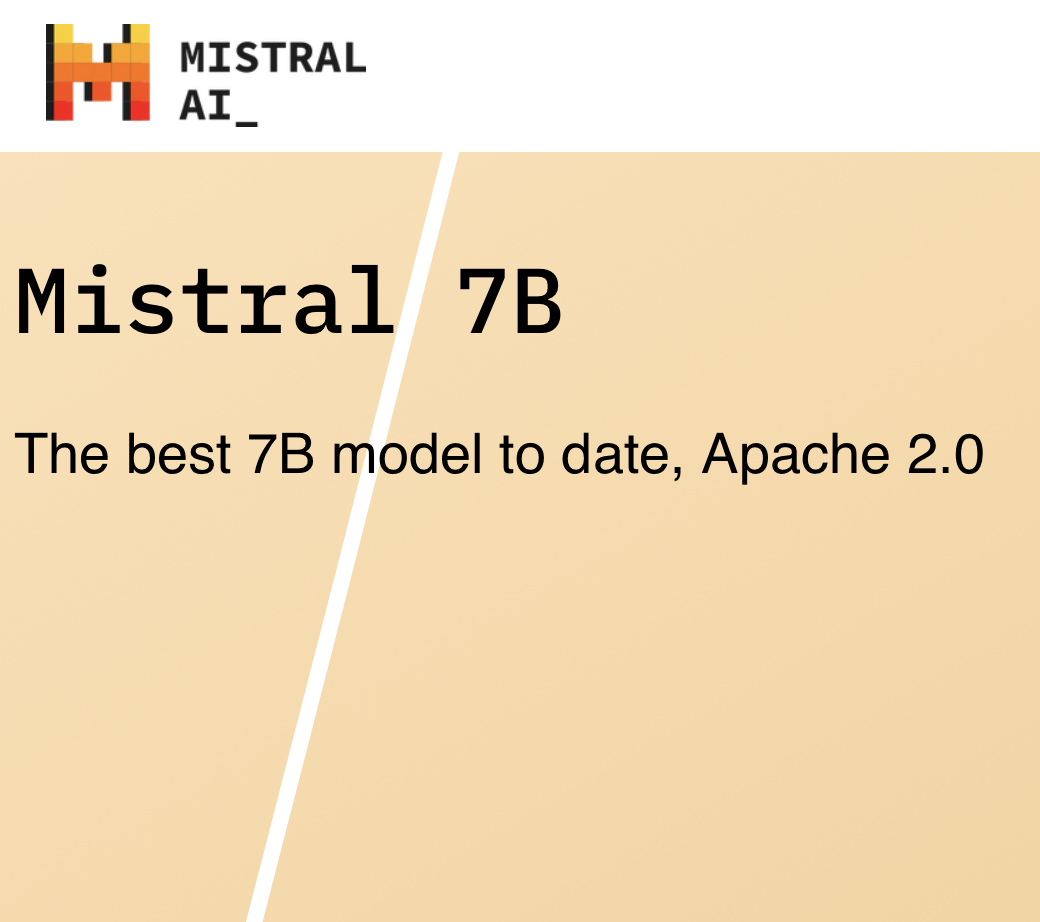 MISTRAL
AI_
Mistral 7B
The best 7B model to date, Apache 2.0